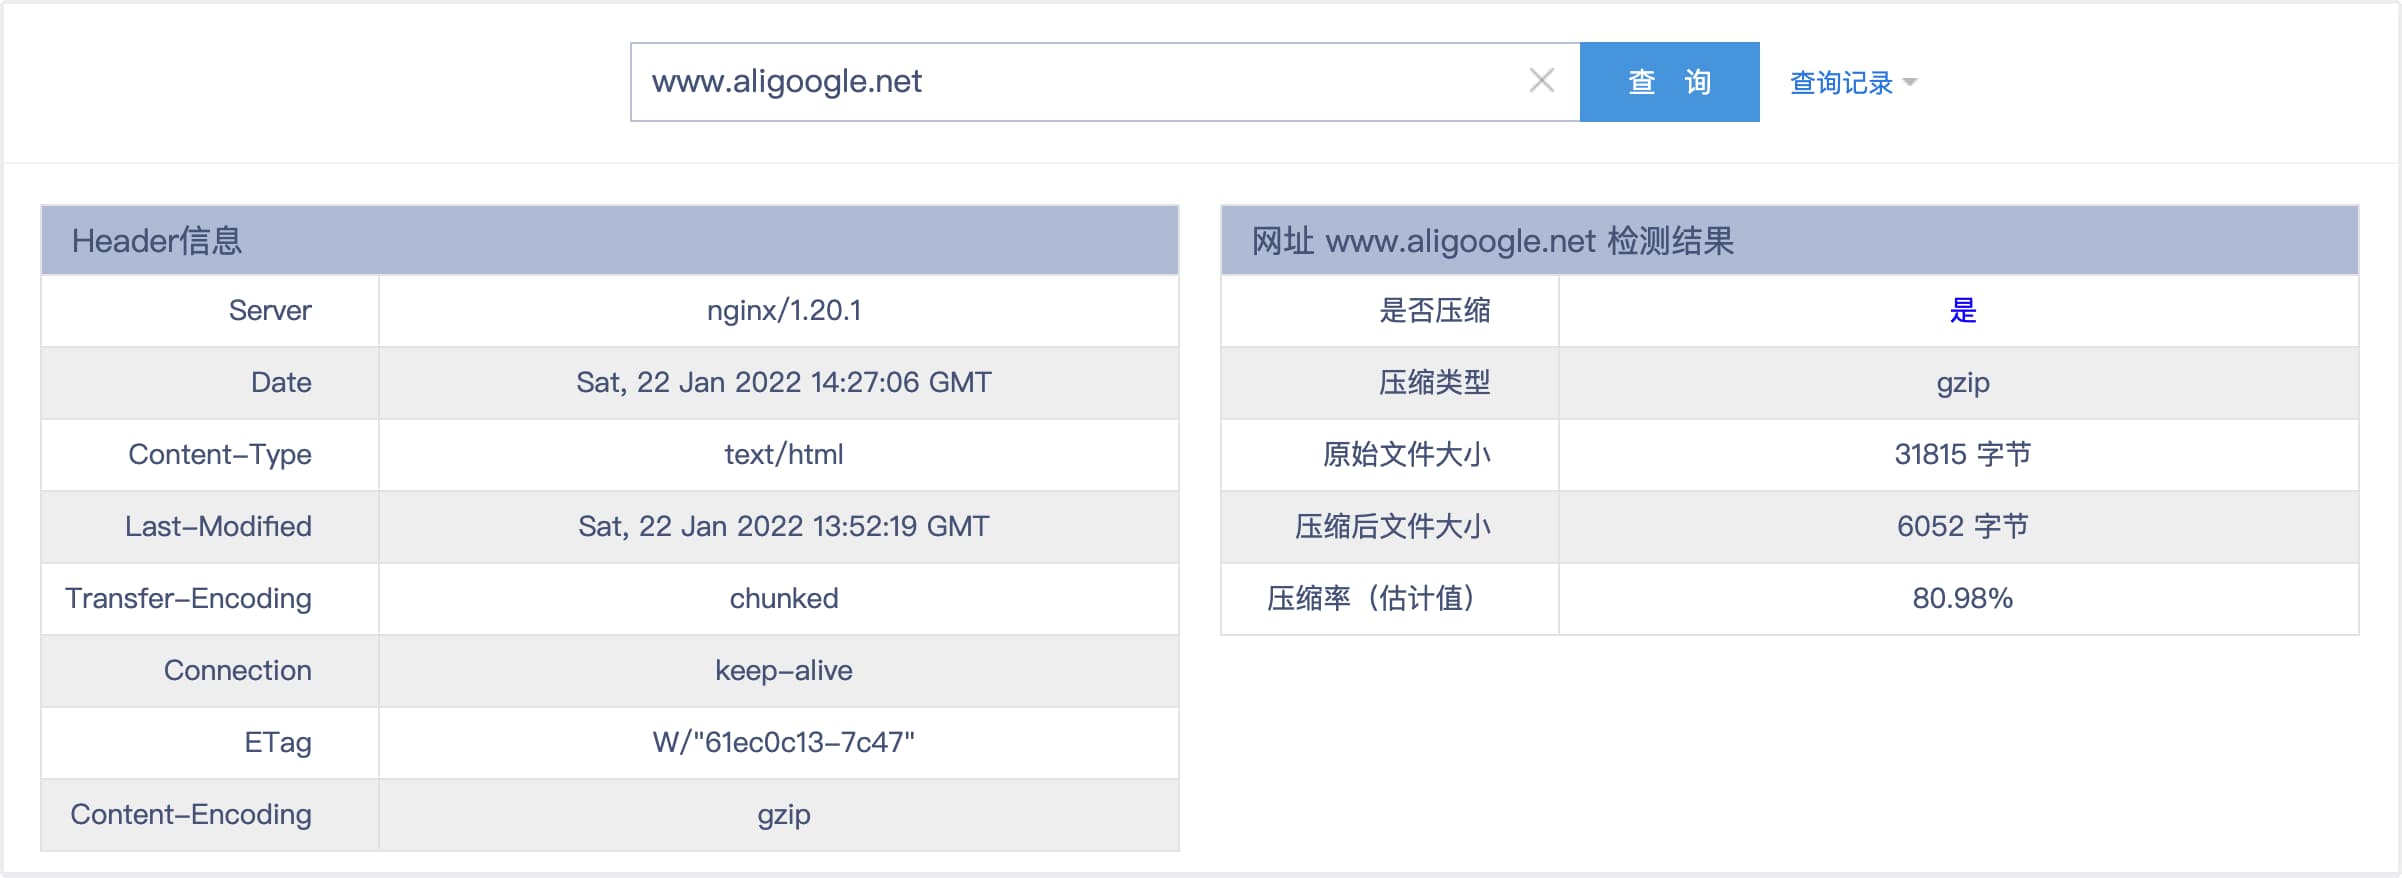 www.aligoogle.net
查 询
查询记录
Header信息
Server nginx/1.20.1
Date Sat, 22 Jan 2022 14:27:06 GMT
Content-Type text/html
Last-Modified Sat, 22 Jan 2022 13:52:19 GMT
Transfer-Encoding chunked
Connection keep-alive
ETag W/"61ec0c13-7c47"
Content-Encoding gzip
网址 www.aligoogle.net 检测结果
是否压缩 是
压缩类型 gzip
原始文件大小 31815 字节
压缩后文件大小 6052 字节
压缩率（估计值） 80.98%